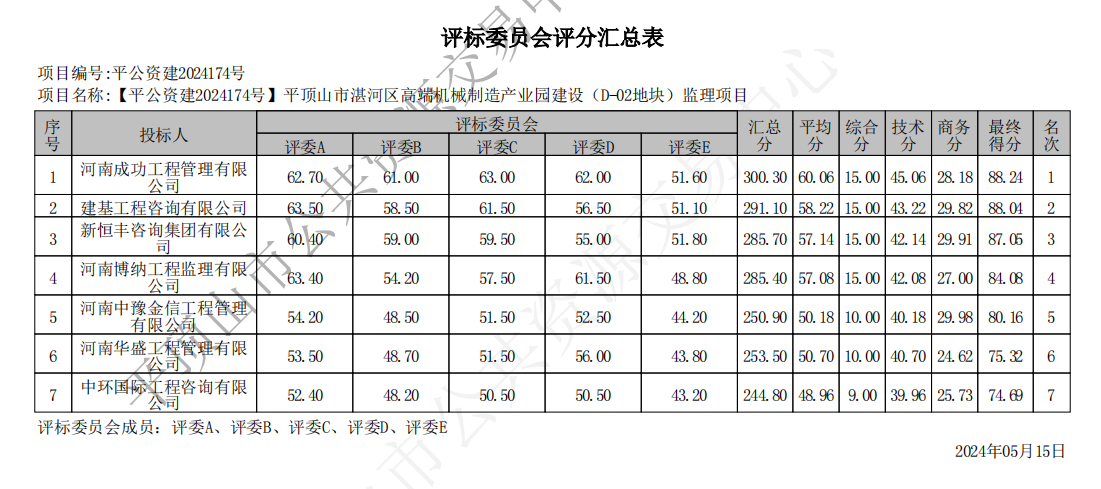 评标委员会评分汇总表
项目编号:平公资建2024174号
项目名称:【平公资建2024174号】平顶山市湛河区高端机械制造产业园建设（D-02地块）监理项目
序号 投标人 评标委员会 汇总分 平均分 综合分 技术分 商务分 最终得分 名次
评委A 评委B 评委C 评委D 评委E
1 河南成功工程管理有限公司 62.70 61.00 63.00 62.00 51.60 300.30 60.06 15.00 45.06 28.18 88.24 1
2 建基工程咨询有限公司 63.50 58.50 61.50 56.50 51.10 291.10 58.22 15.00 43.22 29.82 88.04 2
3 新恒丰咨询集团有限公司 60.40 59.00 59.50 55.00 51.80 285.70 57.14 15.00 42.14 29.91 87.05 3
4 河南博纳工程监理有限公司 63.40 54.20 57.50 61.50 48.80 285.40 57.08 15.00 42.08 27.00 84.08 4
5 河南中豫金信工程管理有限公司 54.20 48.50 51.50 52.50 44.20 250.90 50.18 10.00 40.18 29.98 80.16 5
6 河南华盛工程管理有限公司 53.50 48.70 51.50 56.00 43.80 253.50 50.70 10.00 40.70 24.62 75.32 6
7 中环国际工程咨询有限公司 52.40 48.20 50.50 50.50 43.20 244.80 48.96 9.00 39.96 25.73 74.69 7
评标委员会成员：评委A、评委B、评委C、评委D、评委E
2024年05月15日
平顶山市公共资源交易中
市公共资源交易中心